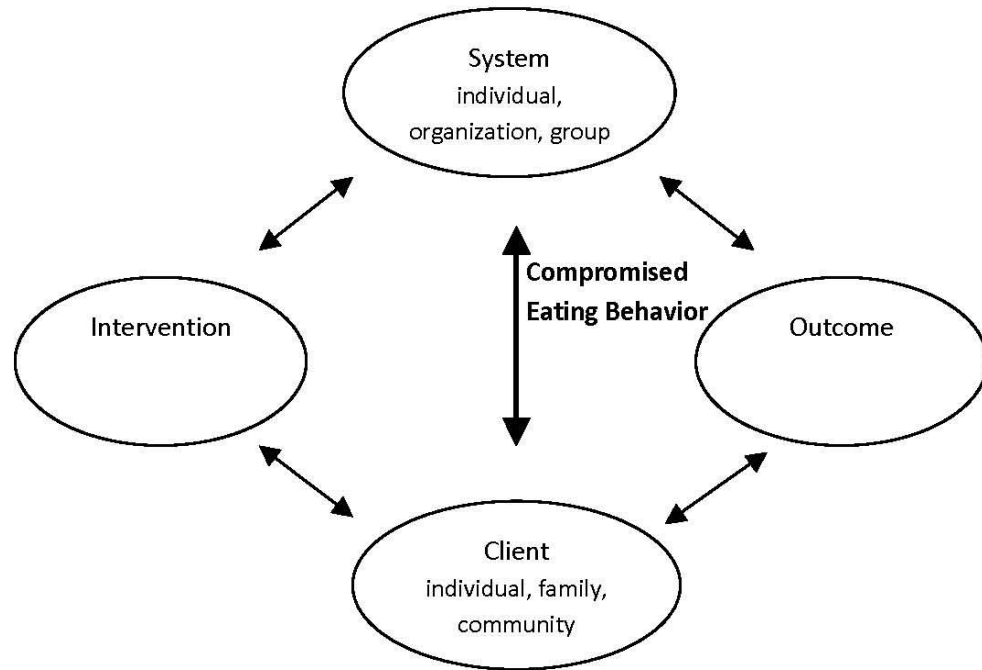 System
individual,
organization, group
Compromised
Eating Behavior
Intervention
Outcome
Client
individual, family,
community